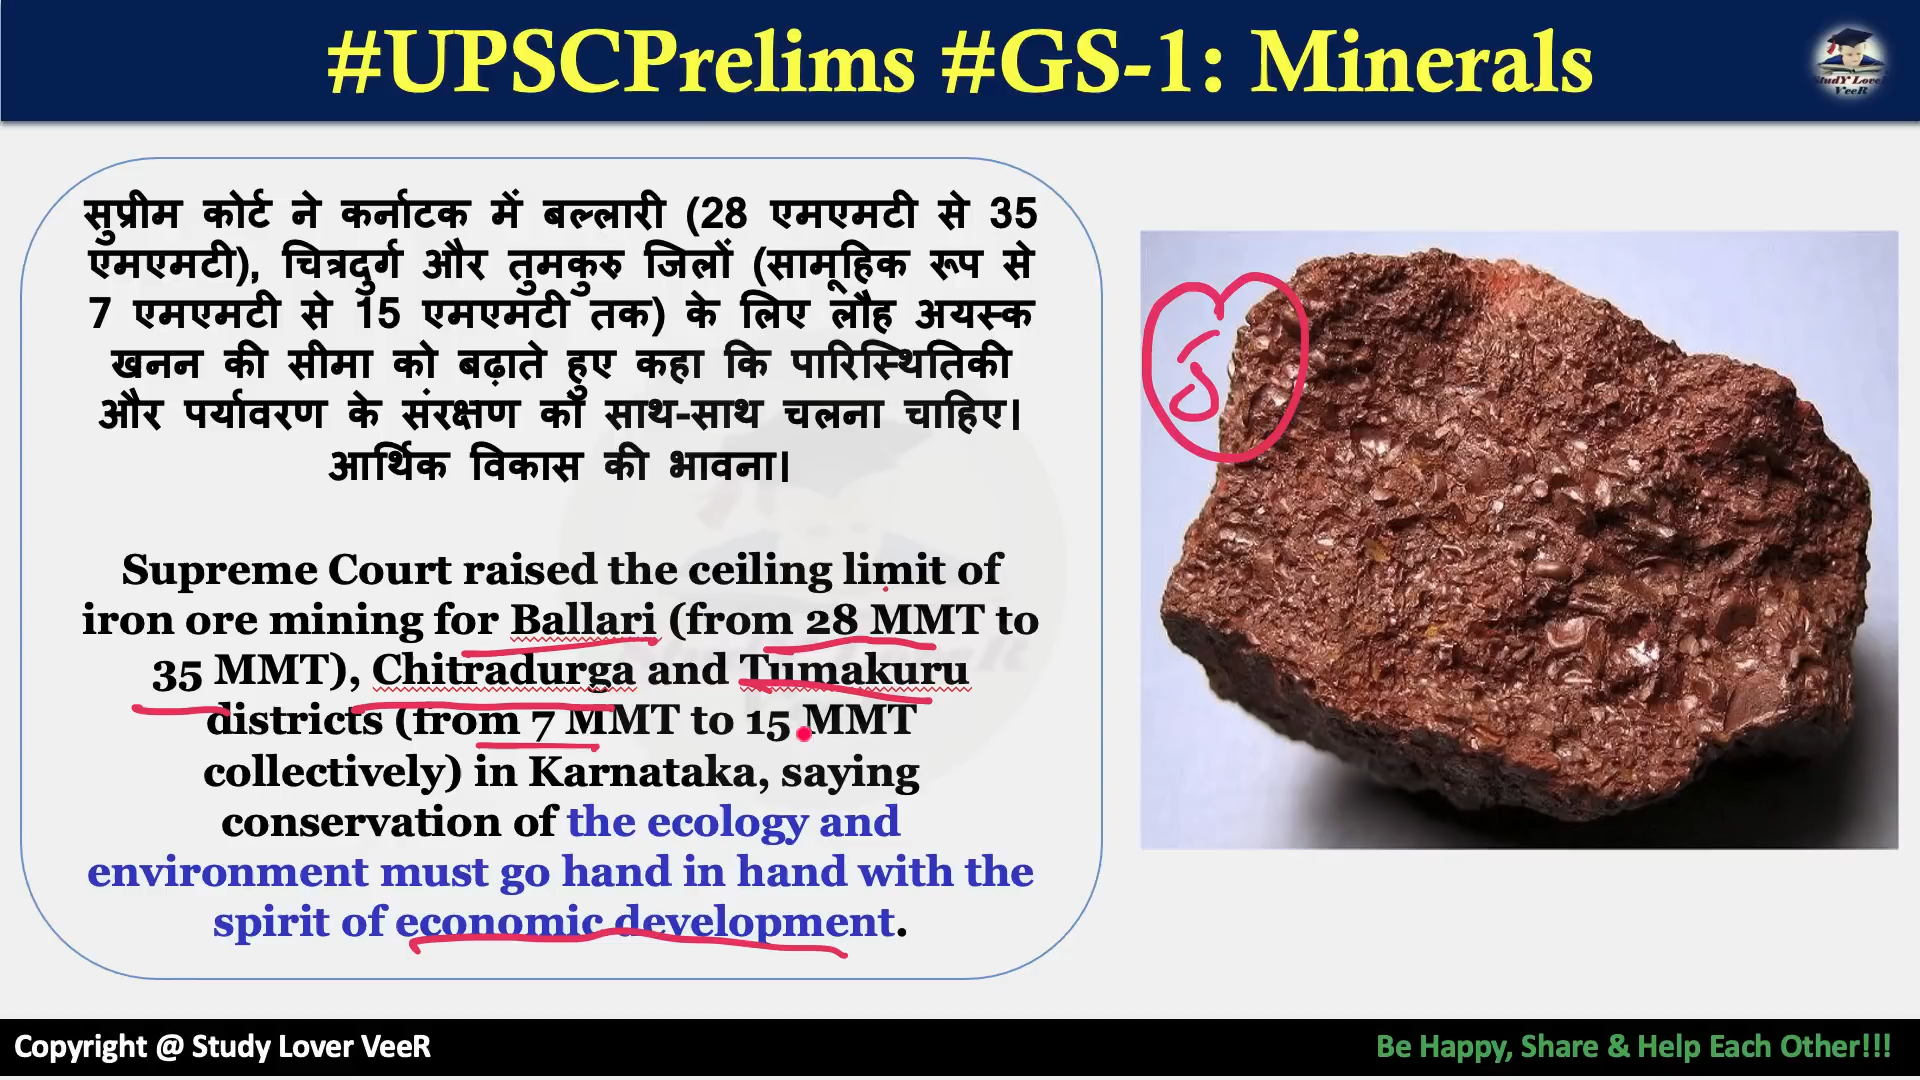 #UPSCPrelims #GS-1: Minerals
StudY LoveR
VeeR
सुप्रीम कोर्ट ने कर्नाटक में बल्लारी (28 एमएमटी से 35
एमएमटी), चित्रदुर्ग और तुमकुरु जिलों (सामूहिक रूप से
7 एमएमटी से 15 एमएमटी तक) के लिए लौह अयस्क
खनन की सीमा को बढ़ाते हुए कहा कि पारिस्थितिकी
और पर्यावरण के संरक्षण को साथ-साथ चलना चाहिए।
आर्थिक विकास की भावना।
Supreme Court raised the ceiling limit of
iron ore mining for Ballari (from 28 MMT to
35 MMT), Chitradurga and Tumakuru
districts (from 7 MMT to 15 MMT
collectively) in Karnataka, saying
conservation of the ecology and
environment must go hand in hand with the
spirit of economic development.
Copyright @ Study Lover VeeR
Be Happy, Share & Help Each Other!!!